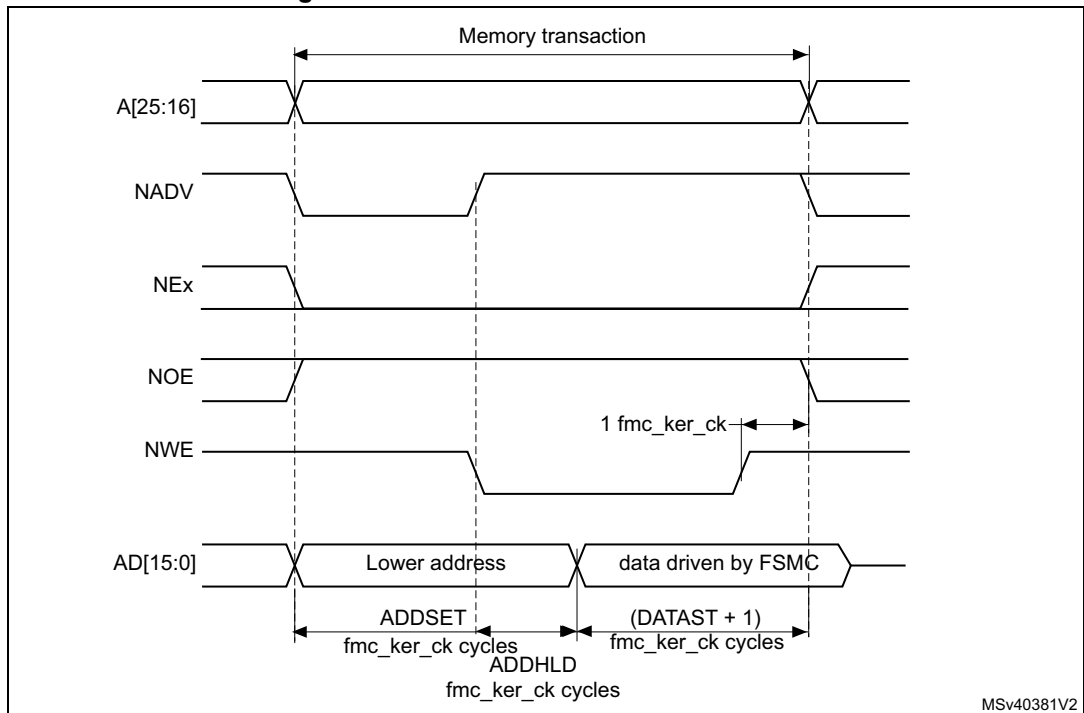 Memory transaction
A[25:16]
NADV
NEx
NOE
1 fmc_ker_ck
NWE
AD[15:0]
Lower address
data driven by FSMC
ADDSET
(DATAST + 1)
fmc_ker_ck cycles
fmc_ker_ck cycles
ADDHLD
fmc_ker_ck cycles
MSv40381V2